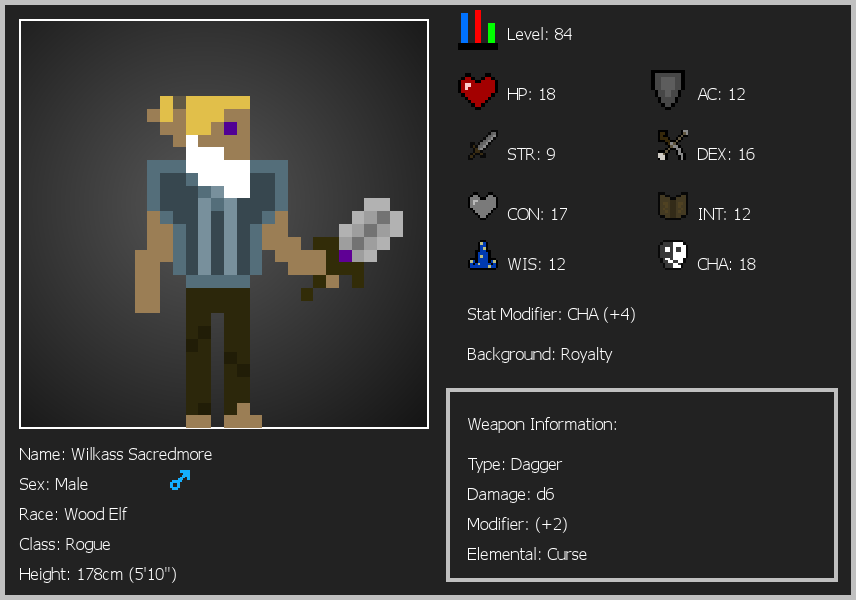 Level: 84
HP: 18
AC: 12
STR: 9
DEX: 16
CON: 17
INT: 12
WIS: 12
CHA: 18
Stat Modifier: CHA (+4)
Background: Royalty
Weapon Information:
Type: Dagger
Damage: d6
Modifier: (+2)
Elemental: Curse
Name: Wilkass Sacredmore
Sex: Male
Race: Wood Elf
Class: Rogue
Height: 178cm (5'10")